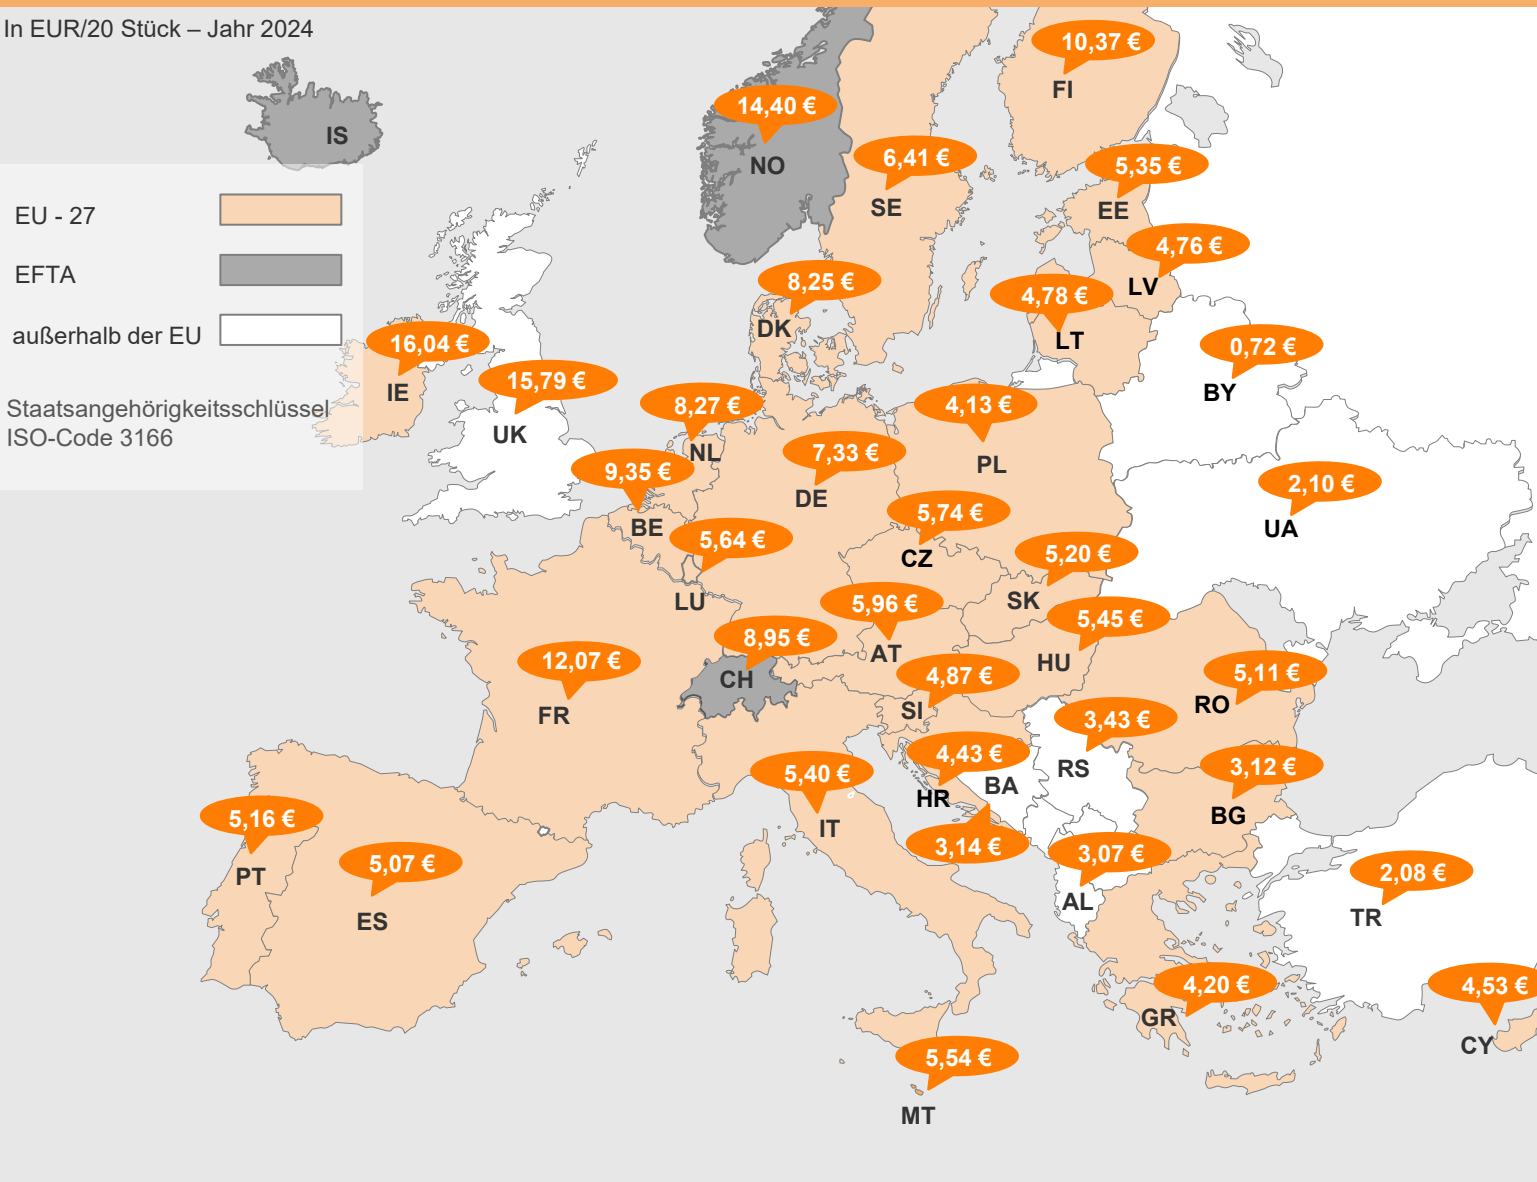 In EUR/20 Stück – Jahr 2024
10,37 €
FI
14,40 €
IS
NO
6,41 €
5,35 €
SE
EE
EU - 27
4,76 €
EFTA
8,25 €
LV
4,78 €
DK
LT
außerhalb der EU
16,04 €
0,72 €
15,79 €
IE
BY
8,27 €
4,13 €
Staatsangehörigkeitsschlüssel
ISO-Code 3166
UK
NL
7,33 €
PL
9,35 €
2,10 €
DE
5,74 €
BE
UA
5,64 €
CZ
5,20 €
LU
SK
5,96 €
5,45 €
8,95 €
AT
12,07 €
HU
4,87 €
5,11 €
CH
RO
FR
SI
3,43 €
4,43 €
RS
3,12 €
5,40 €
BA
HR
5,16 €
BG
IT
3,14 €
3,07 €
5,07 €
2,08 €
PT
AL
ES
TR
4,20 €
4,53 €
GR
CY
5,54 €
MT